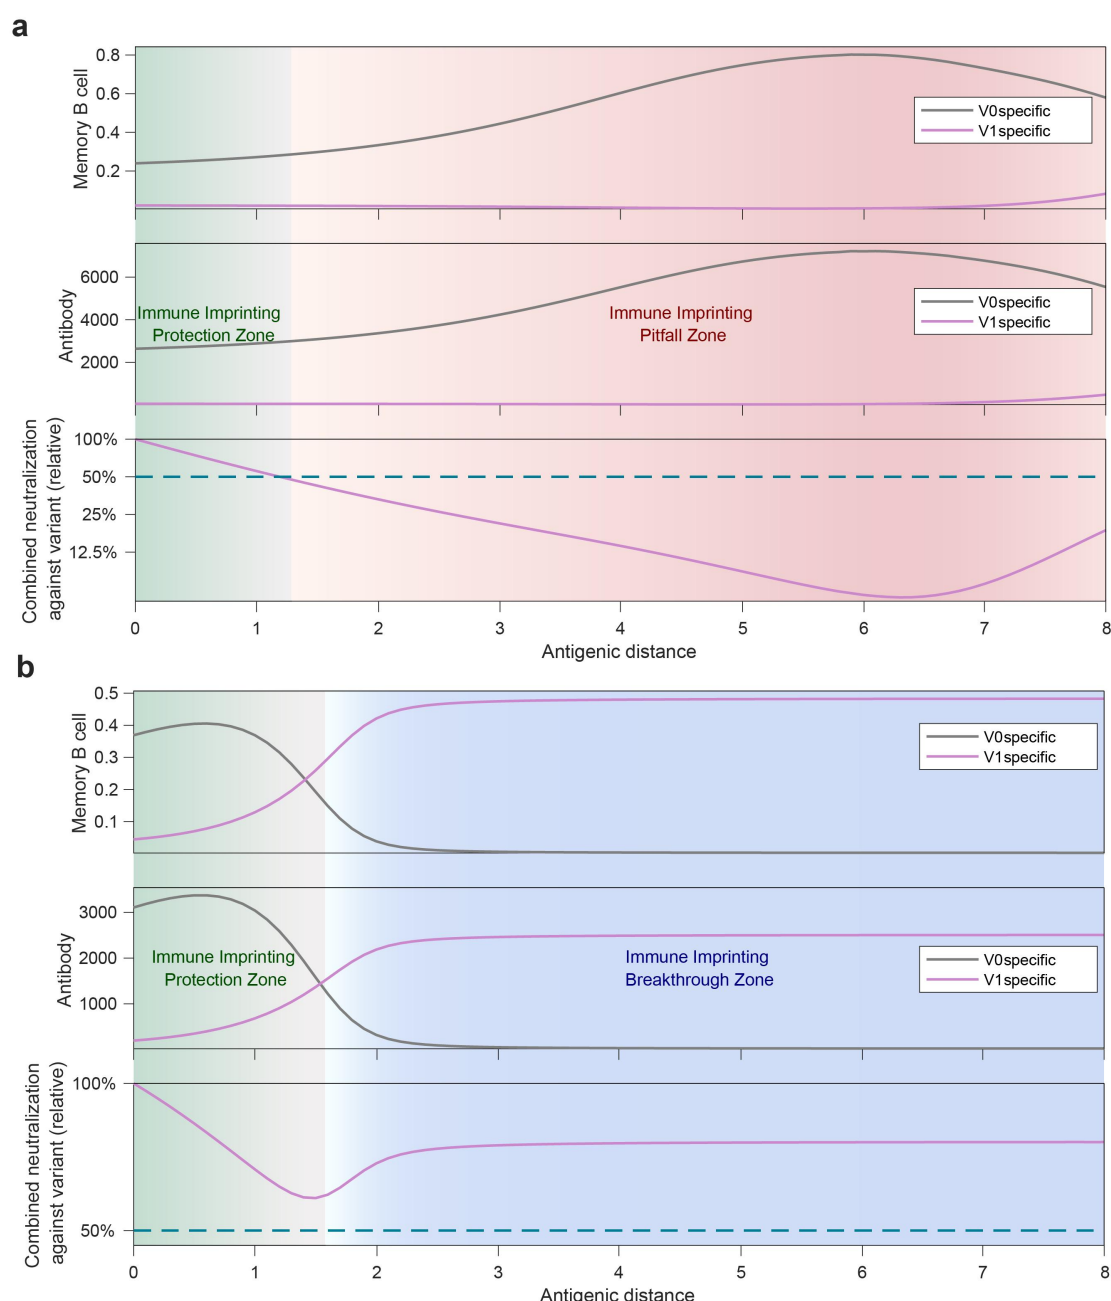 a
Memory B cell
0.8
0.6
0.4
0.2
V0specific
V1specific
Antibody
6000
4000
2000
Immune Imprinting
Protection Zone
Immune Imprinting
Pitfall Zone
V0specific
V1specific
Combined neutralization
against variant (relative)
100%
50%
25%
12.5%
0 1 2 3 4 5 6 7 8
Antigenic distance
b
Memory B cell
0.5
0.4
0.3
0.2
0.1
V0specific
V1specific
Antibody
3000
2000
1000
Immune Imprinting
Protection Zone
Immune Imprinting
Breakthrough Zone
V0specific
V1specific
Combined neutralization
against variant (relative)
100%
50%
0 1 2 3 4 5 6 7 8
Antigenic distance